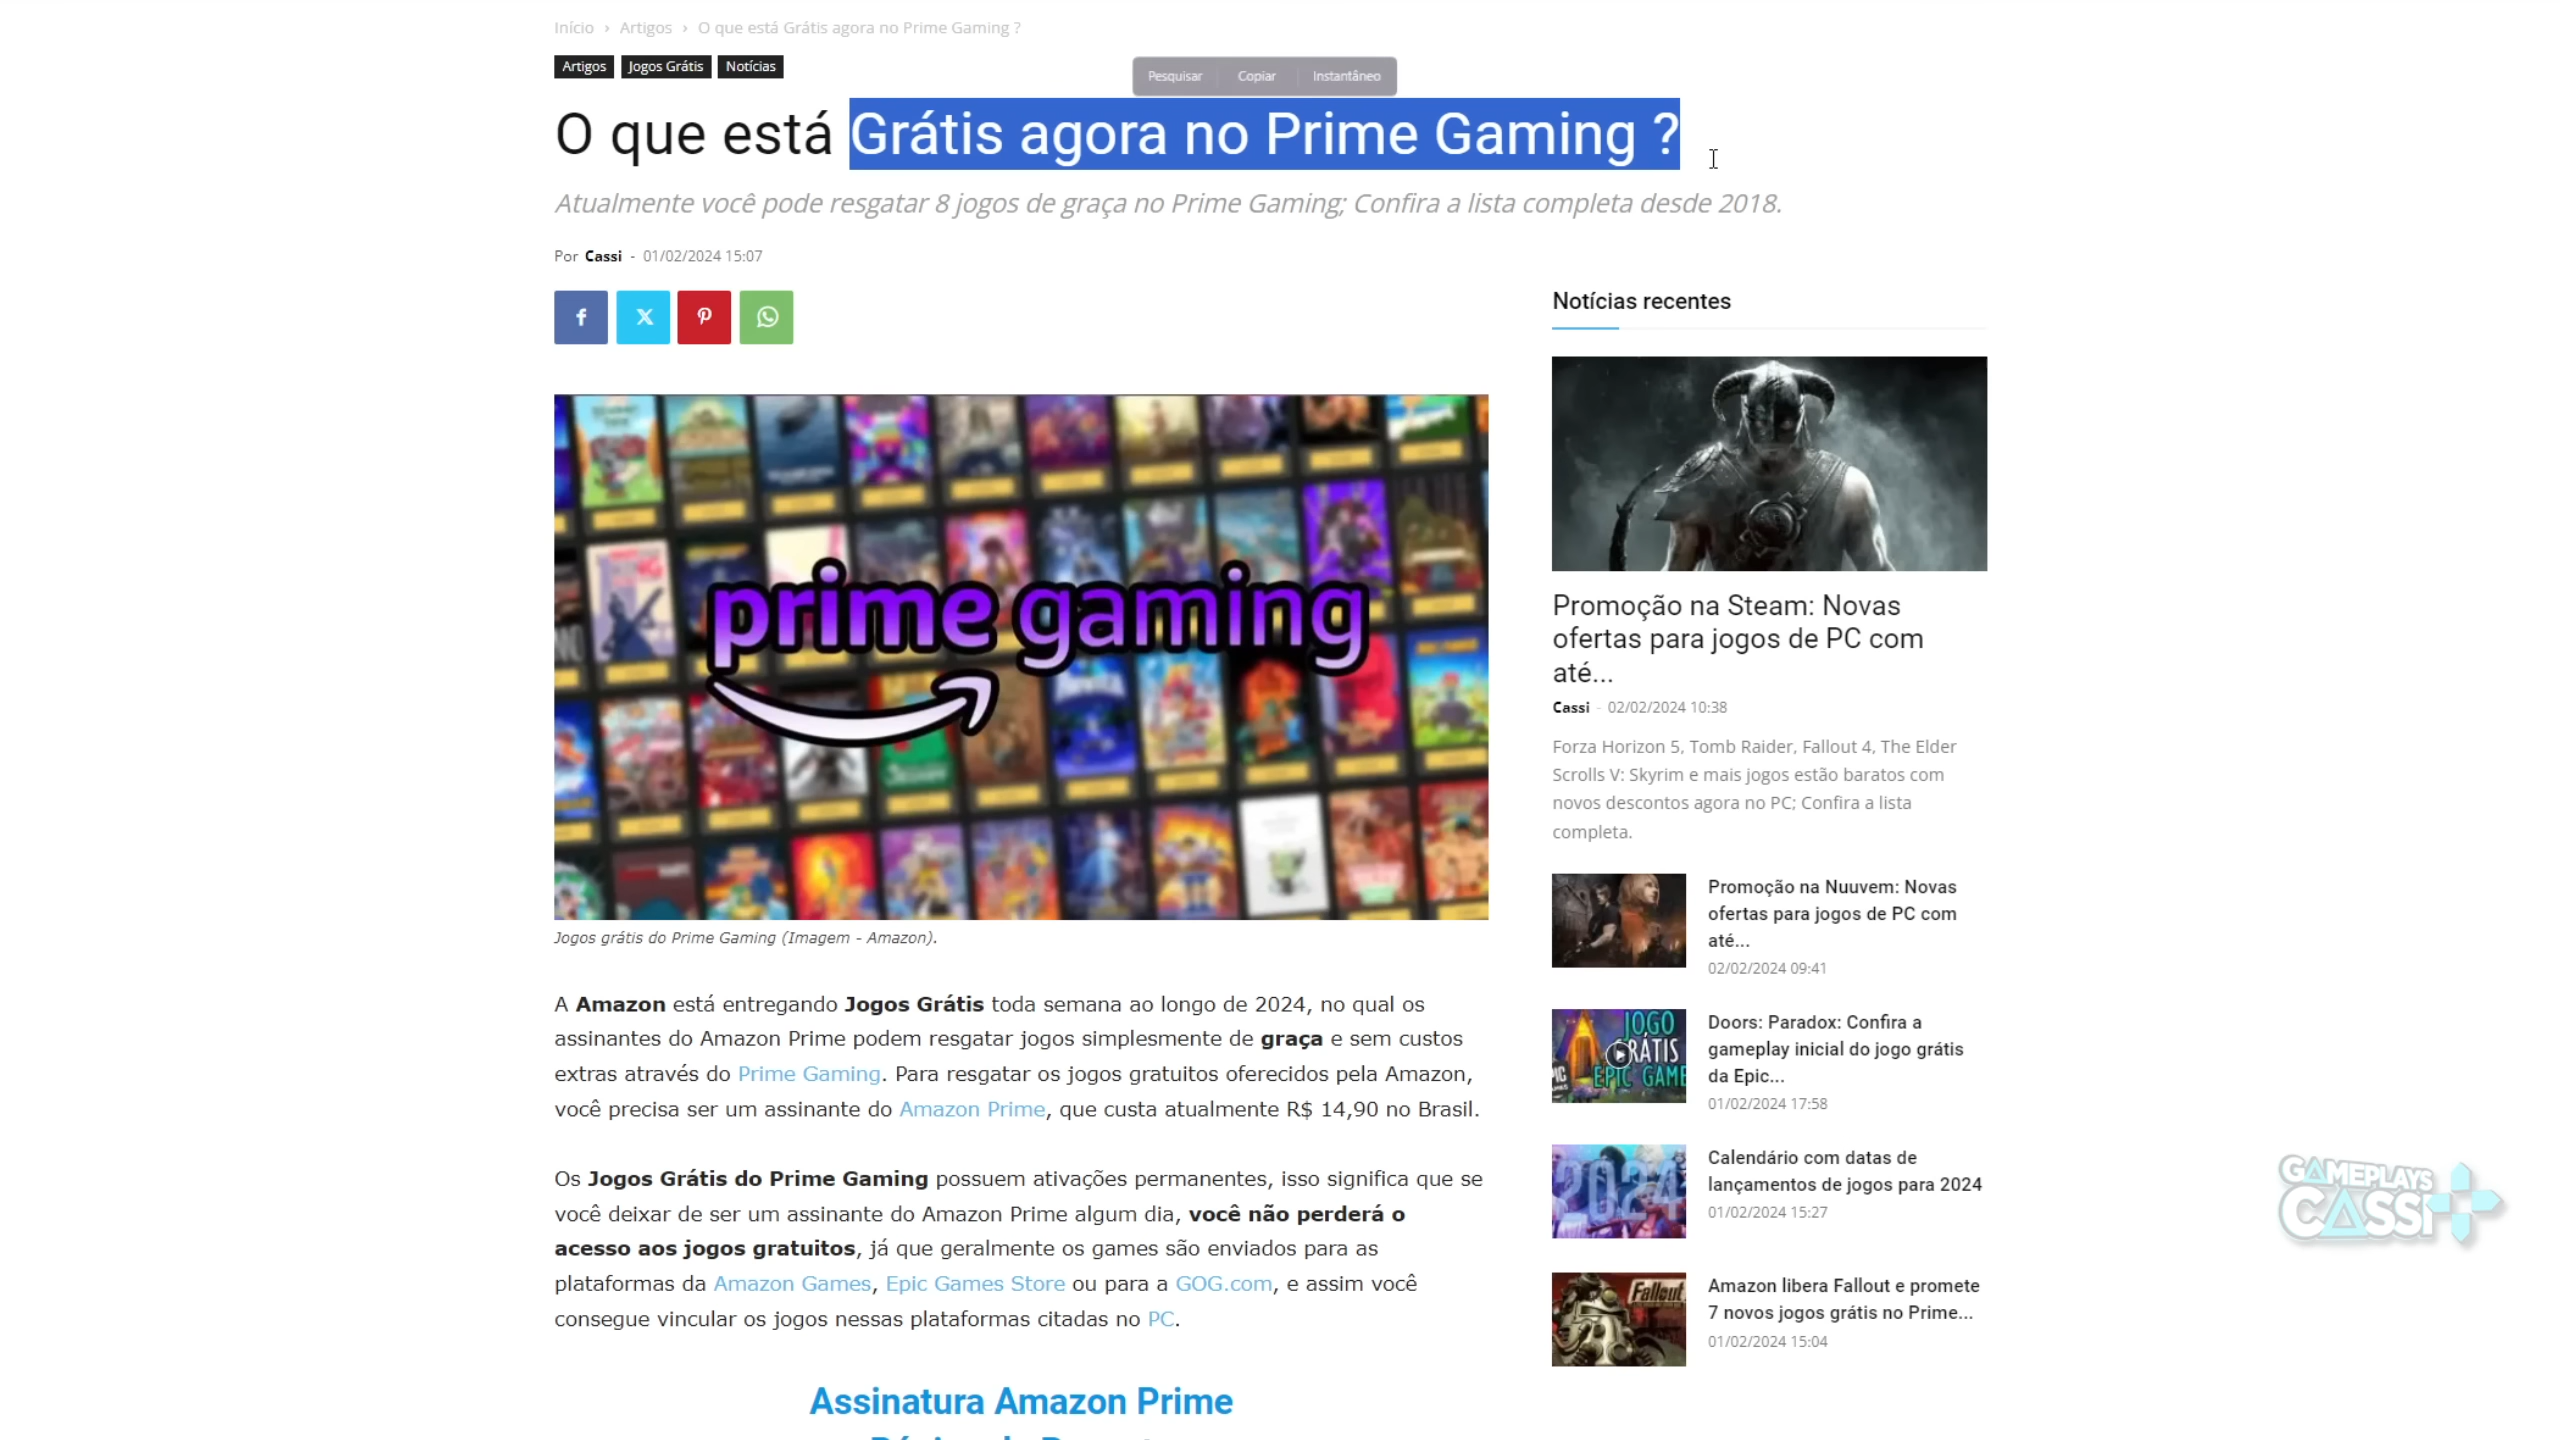 Início › Artigos › O que está Grátis agora no Prime Gaming ?
Artigos Jogos Grátis Notícias
Pesquisar Copiar Instantâneo
O que está Grátis agora no Prime Gaming ?
Atualmente você pode resgatar 8 jogos de graça no Prime Gaming; Confira a lista completa desde 2018.
Por Cassi - 01/02/2024 15:07
prime gaming
Jogos grátis do Prime Gaming (Imagem - Amazon).
A Amazon está entregando Jogos Grátis toda semana ao longo de 2024, no qual os
assinantes do Amazon Prime podem resgatar jogos simplesmente de graça e sem custos
extras através do Prime Gaming. Para resgatar os jogos gratuitos oferecidos pela Amazon,
você precisa ser um assinante do Amazon Prime, que custa atualmente R$ 14,90 no Brasil.
Os Jogos Grátis do Prime Gaming possuem ativações permanentes, isso significa que se
você deixar de ser um assinante do Amazon Prime algum dia, você não perderá o
acesso aos jogos gratuitos, já que geralmente os games são enviados para as
plataformas da Amazon Games, Epic Games Store ou para a GOG.com, e assim você
consegue vincular os jogos nessas plataformas citadas no PC.
Assinatura Amazon Prime
Notícias recentes
Promoção na Steam: Novas
ofertas para jogos de PC com
até...
Cassi - 02/02/2024 10:38
Forza Horizon 5, Tomb Raider, Fallout 4, The Elder
Scrolls V: Skyrim e mais jogos estão baratos com
novos descontos agora no PC; Confira a lista
completa.
Promoção na Nuuvem: Novas
ofertas para jogos de PC com
até...
02/02/2024 09:41
JOGO
GRÁTIS
EPIC GAME
Doors: Paradox: Confira a
gameplay inicial do jogo grátis
da Epic...
01/02/2024 17:58
2024
Calendário com datas de
lançamentos de jogos para 2024
01/02/2024 15:27
Fallout
Amazon libera Fallout e promete
7 novos jogos grátis no Prime...
01/02/2024 15:04
GAMEPLAYS
CASSI